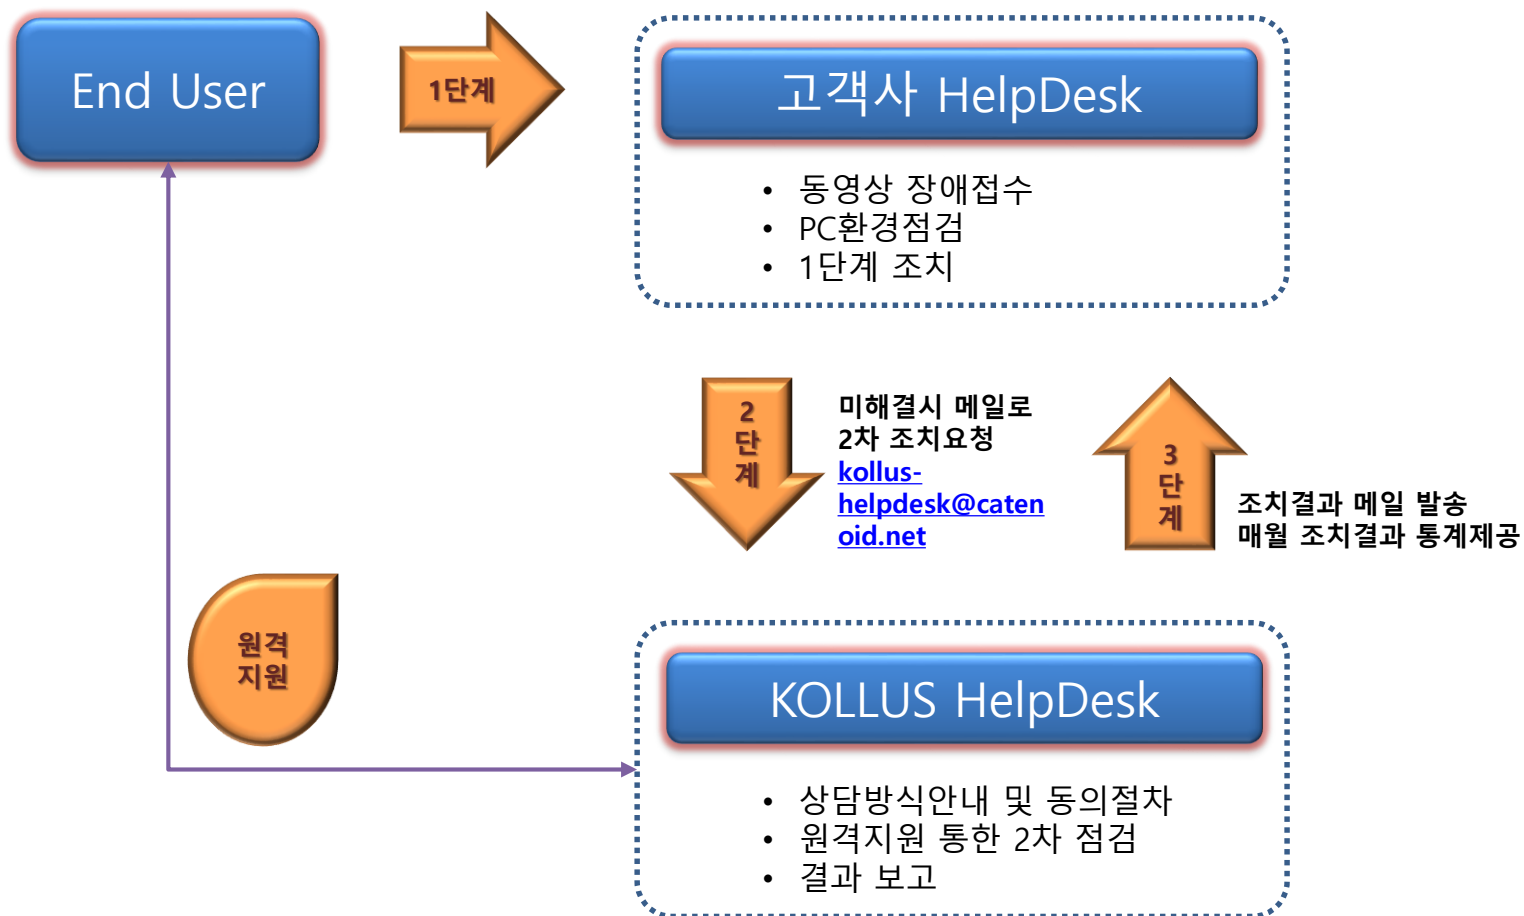 End User
1단계
고객사 HelpDesk
• 동영상 장애접수
• PC환경점검
• 1단계 조치
2
단
계
미해결시 메일로
2차 조치요청
kollus-
helpdesk@caten
oid.net
3
단
계
조치결과 메일 발송
매월 조치결과 통계제공
원격
지원
KOLLUS HelpDesk
• 상담방식안내 및 동의절차
• 원격지원 통한 2차 점검
• 결과 보고